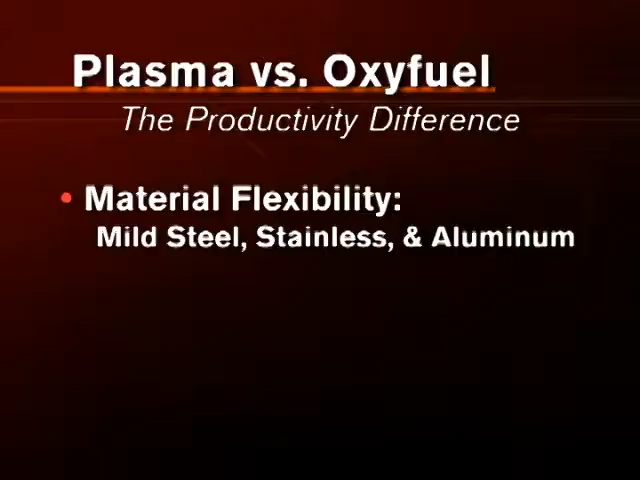 Plasma vs. Oxyfuel
The Productivity Difference
• Material Flexibility:
Mild Steel, Stainless, & Aluminum